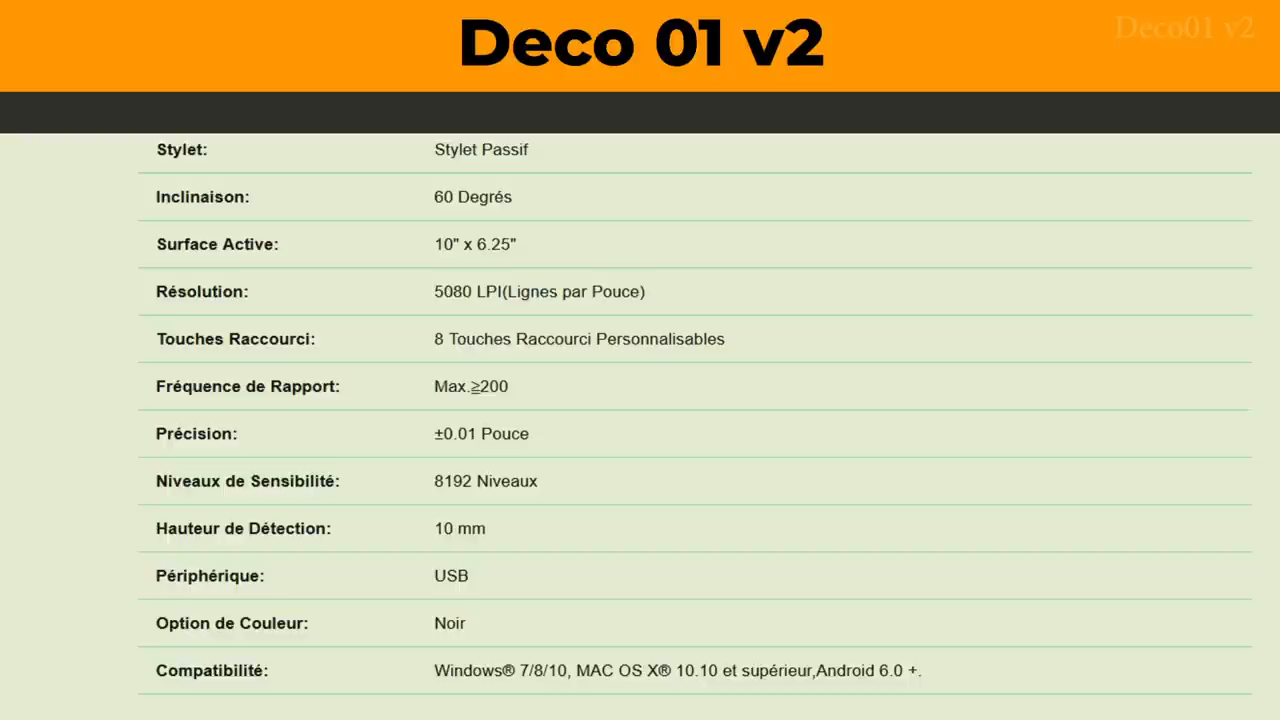 Deco 01 v2
Deco01 v2
Stylet: Stylet Passif
Inclinaison: 60 Degrés
Surface Active: 10" x 6.25"
Résolution: 5080 LPI(Lignes par Pouce)
Touches Raccourci: 8 Touches Raccourci Personnalisables
Fréquence de Rapport: Max.≧200
Précision: ±0.01 Pouce
Niveaux de Sensibilité: 8192 Niveaux
Hauteur de Détection: 10 mm
Périphérique: USB
Option de Couleur: Noir
Compatibilité: Windows® 7/8/10, MAC OS X® 10.10 et supérieur,Android 6.0 +.